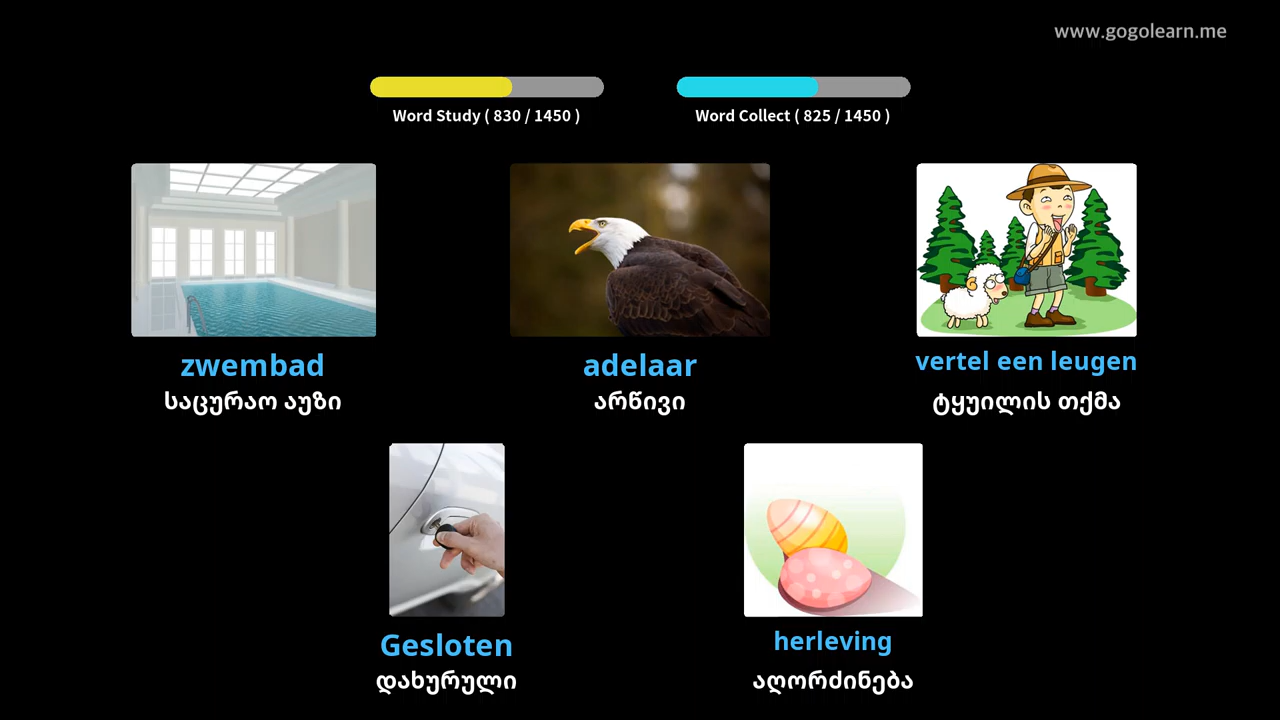 www.gogolearn.me
Word Study ( 830 / 1450 )
Word Collect ( 825 / 1450 )
zwembad
საცურაო აუზი
adelaar
არწივი
vertel een leugen
ტყუილის თქმა
Gesloten
დახურული
herleving
აღორძინება